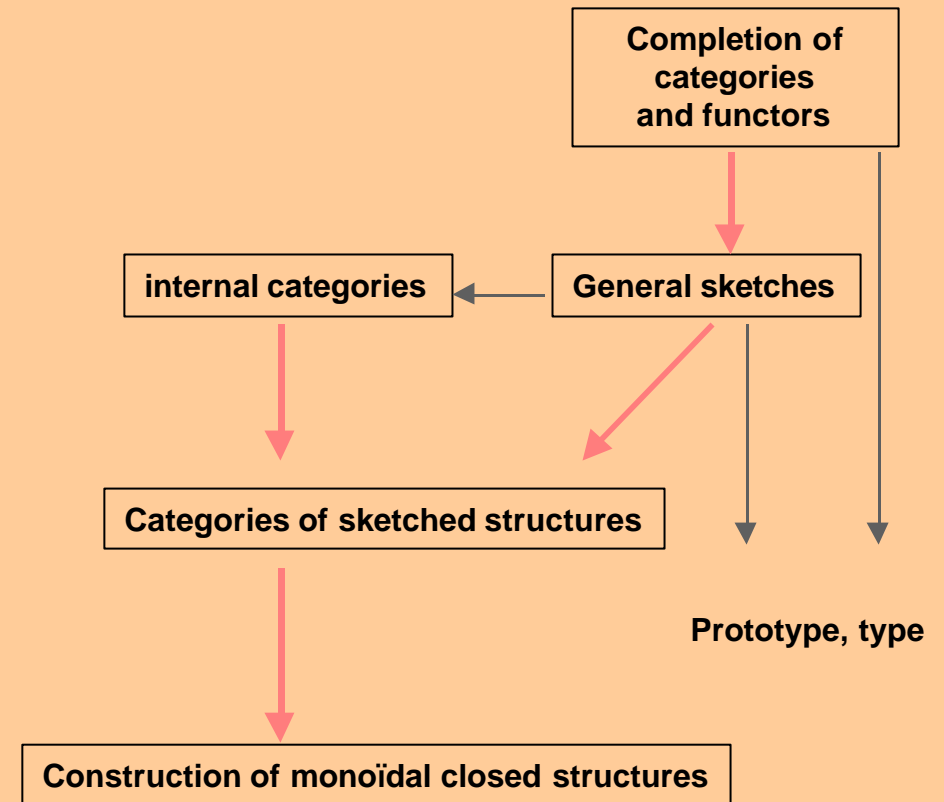 Completion of
categories
and functors
internal categories
General sketches
Categories of sketched structures
Prototype, type
Construction of monoïdal closed structures